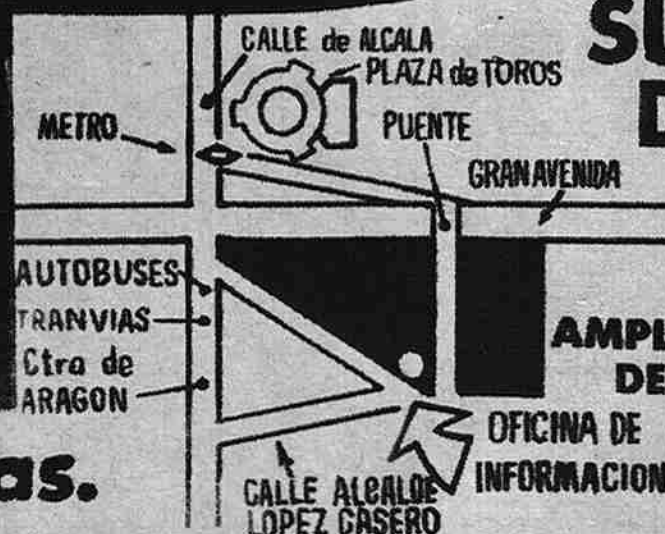 CALLE de ALCALA
PLAZA de TOROS
METRO
PUENTE
GRAN AVENIDA
AUTOBUSES
TRANVIAS
Ctra de
ARAGON
AMPL
DE
OFICINA DE
INFORMACION
CALLE ALCALDE
LOPEZ CASERO
as.